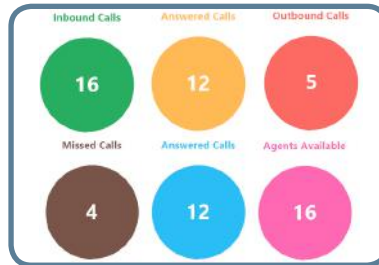 Inbound Calls Answered Calls Outbound Calls
16 12 5
Missed Calls Answered Calls Agents Available
4 12 16